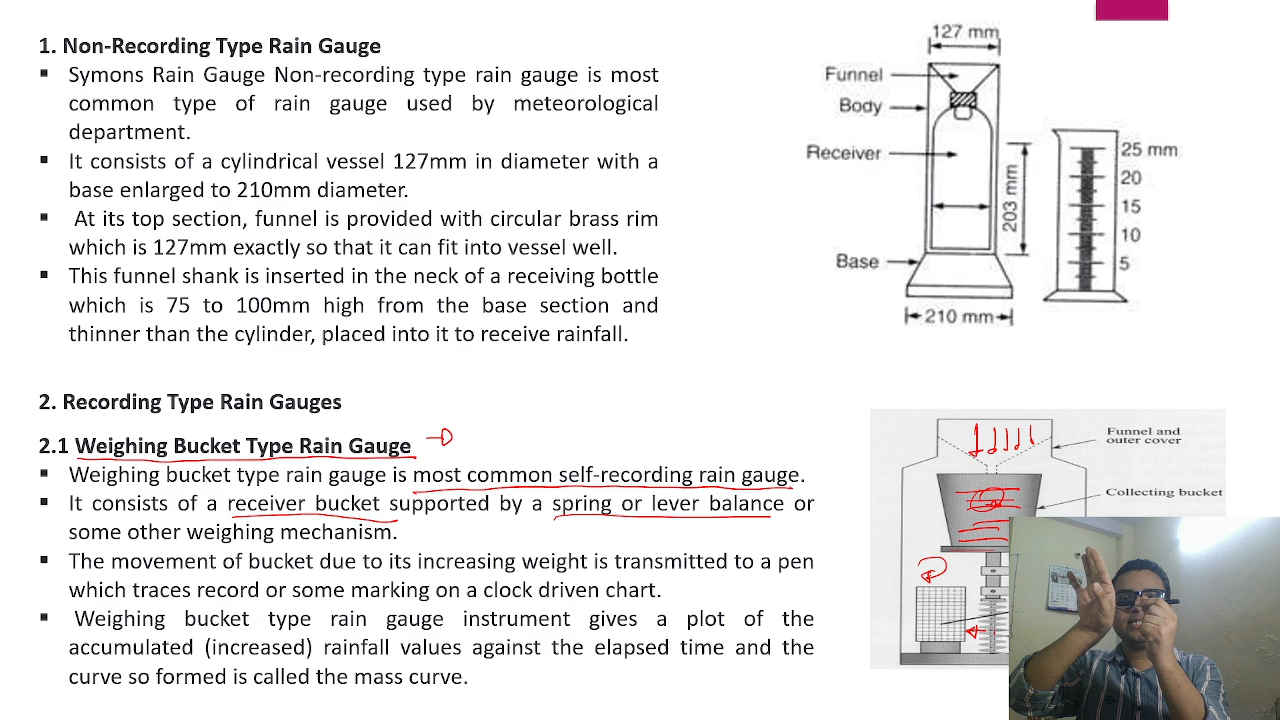 1. Non-Recording Type Rain Gauge
▪ Symons Rain Gauge Non-recording type rain gauge is most
common type of rain gauge used by meteorological
department.
▪ It consists of a cylindrical vessel 127mm in diameter with a
base enlarged to 210mm diameter.
▪ At its top section, funnel is provided with circular brass rim
which is 127mm exactly so that it can fit into vessel well.
▪ This funnel shank is inserted in the neck of a receiving bottle
which is 75 to 100mm high from the base section and
thinner than the cylinder, placed into it to receive rainfall.
127 mm
Funnel
Body
Receiver
203 mm
Base
210 mm
25 mm
20
15
10
5
2. Recording Type Rain Gauges
2.1 Weighing Bucket Type Rain Gauge
▪ Weighing bucket type rain gauge is most common self-recording rain gauge.
▪ It consists of a receiver bucket supported by a spring or lever balance or
some other weighing mechanism.
▪ The movement of bucket due to its increasing weight is transmitted to a pen
which traces record or some marking on a clock driven chart.
▪ Weighing bucket type rain gauge instrument gives a plot of the
accumulated (increased) rainfall values against the elapsed time and the
curve so formed is called the mass curve.
Funnel and
outer cover
Collecting bucket